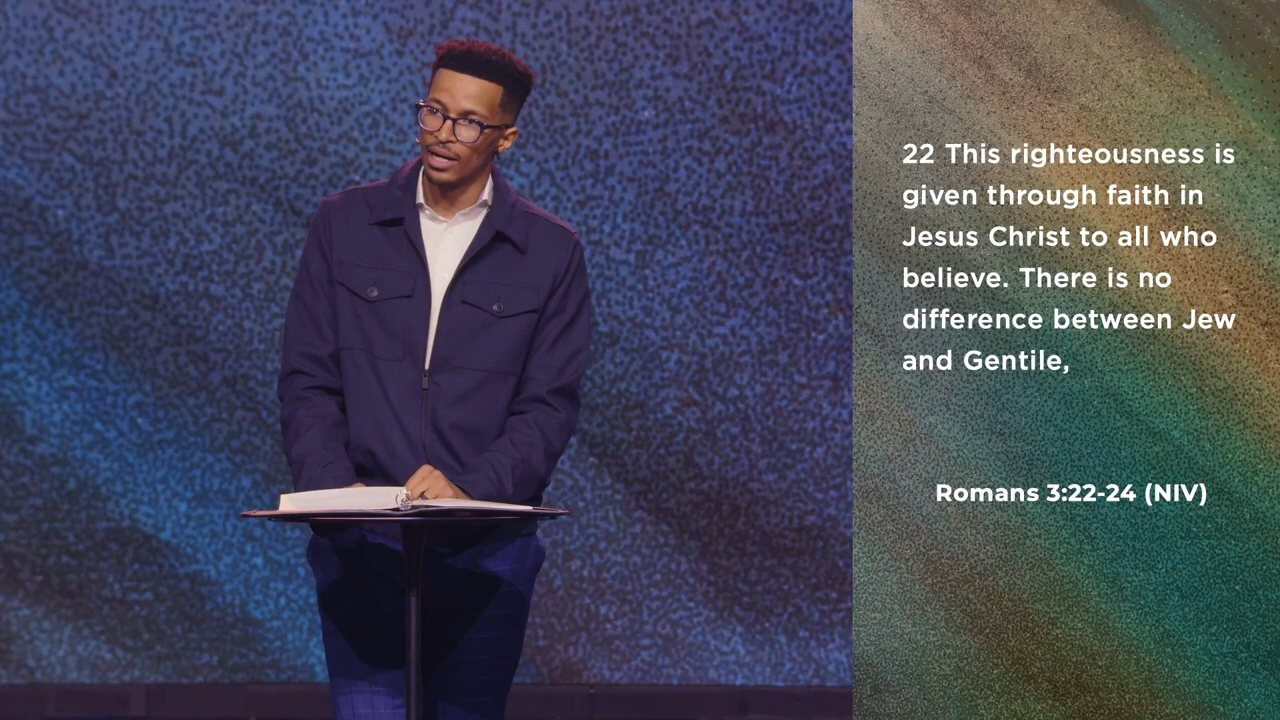 22 This righteousness is
given through faith in
Jesus Christ to all who
believe. There is no
difference between Jew
and Gentile,
Romans 3:22-24 (NIV)